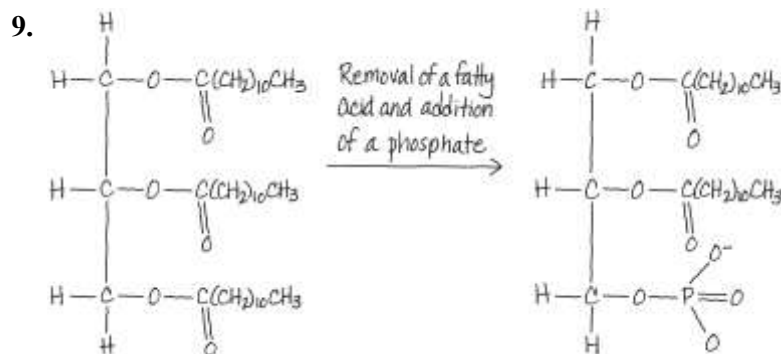 9.
H
H—C—O—C(CH₂)₁₀CH₃
O
H—C—O—C(CH₂)₁₀CH₃
O
H—C—O—C(CH₂)₁₀CH₃
H O
Removal of a fatty
acid and addition
of a phosphate
H
H—C—O—C(CH₂)₁₀CH₃
O
H—C—O—C(CH₂)₁₀CH₃
O O⁻
H—C—O—P=O
H O